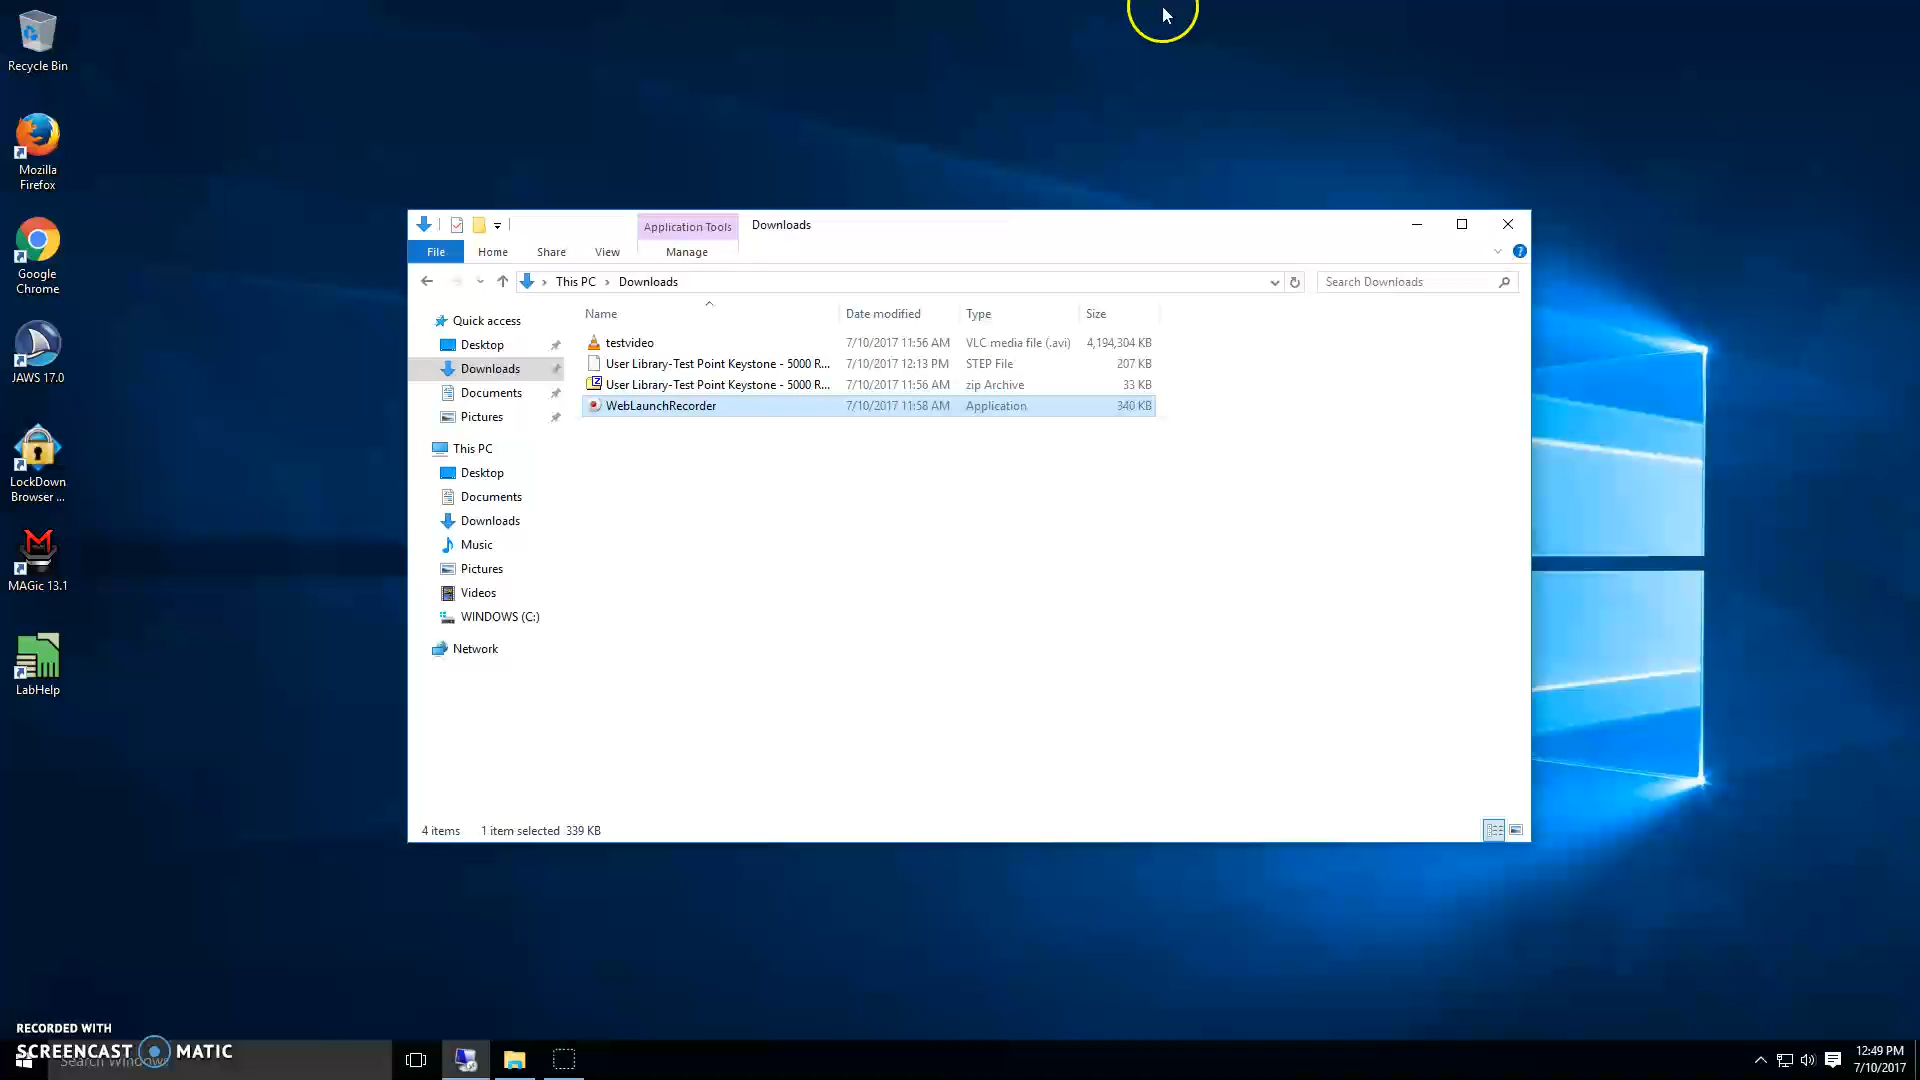 Recycle Bin
Mozilla
Firefox
Google
Chrome
JAWS 17.0
LockDown
Browser ...
MAGic 13.1
LabHelp
Application Tools
Downloads
File
Home
Share
View
Manage
This PC
Downloads
Search Downloads
Quick access
Desktop
Downloads
Documents
Pictures
This PC
Desktop
Documents
Downloads
Music
Pictures
Videos
WINDOWS (C:)
Network
Name Date modified Type Size
testvideo 7/10/2017 11:56 AM VLC media file (.avi) 4,194,304 KB
User Library-Test Point Keystone - 5000 R... 7/10/2017 12:13 PM STEP File 207 KB
User Library-Test Point Keystone - 5000 R... 7/10/2017 11:56 AM zip Archive 33 KB
WebLaunchRecorder 7/10/2017 11:58 AM Application 340 KB
4 items 1 item selected 339 KB
RECORDED WITH
SCREENCAST MATIC
Search Windows
12:49 PM
7/10/2017